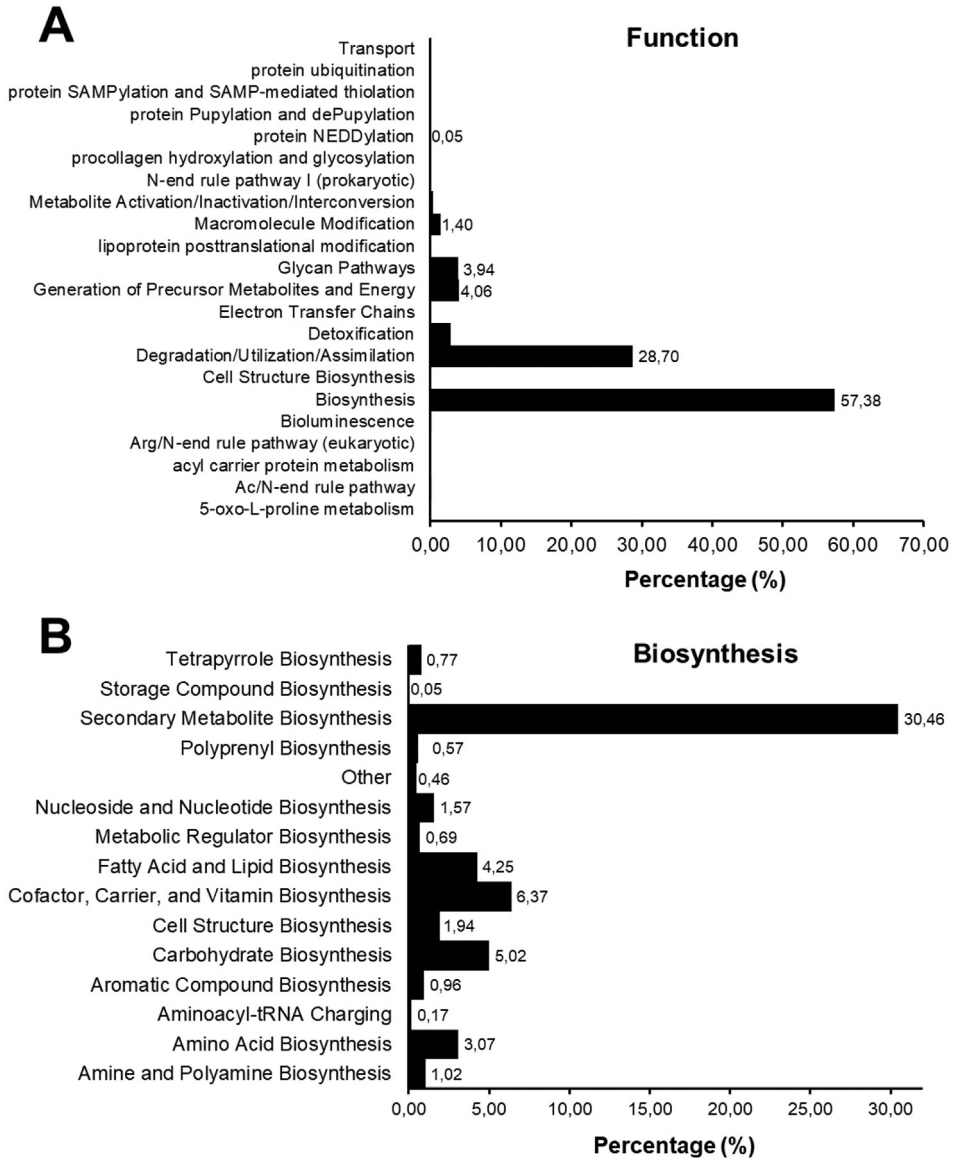 A
Function
Transport
protein ubiquitination
protein SAMPylation and SAMP-mediated thiolation
protein Pupylation and dePupylation
protein NEDDylation 0,05
procollagen hydroxylation and glycosylation
N-end rule pathway I (prokaryotic)
Metabolite Activation/Inactivation/Interconversion
Macromolecule Modification 1,40
lipoprotein posttranslational modification
Glycan Pathways 3,94
Generation of Precursor Metabolites and Energy 4,06
Electron Transfer Chains
Detoxification
Degradation/Utilization/Assimilation 28,70
Cell Structure Biosynthesis
Biosynthesis 57,38
Bioluminescence
Arg/N-end rule pathway (eukaryotic)
acyl carrier protein metabolism
Ac/N-end rule pathway
5-oxo-L-proline metabolism
0,00 10,00 20,00 30,00 40,00 50,00 60,00 70,00
Percentage (%)
B
Biosynthesis
Tetrapyrrole Biosynthesis 0,77
Storage Compound Biosynthesis 0,05
Secondary Metabolite Biosynthesis 30,46
Polyprenyl Biosynthesis 0,57
Other 0,46
Nucleoside and Nucleotide Biosynthesis 1,57
Metabolic Regulator Biosynthesis 0,69
Fatty Acid and Lipid Biosynthesis 4,25
Cofactor, Carrier, and Vitamin Biosynthesis 6,37
Cell Structure Biosynthesis 1,94
Carbohydrate Biosynthesis 5,02
Aromatic Compound Biosynthesis 0,96
Aminoacyl-tRNA Charging 0,17
Amino Acid Biosynthesis 3,07
Amine and Polyamine Biosynthesis 1,02
0,00 5,00 10,00 15,00 20,00 25,00 30,00
Percentage (%)